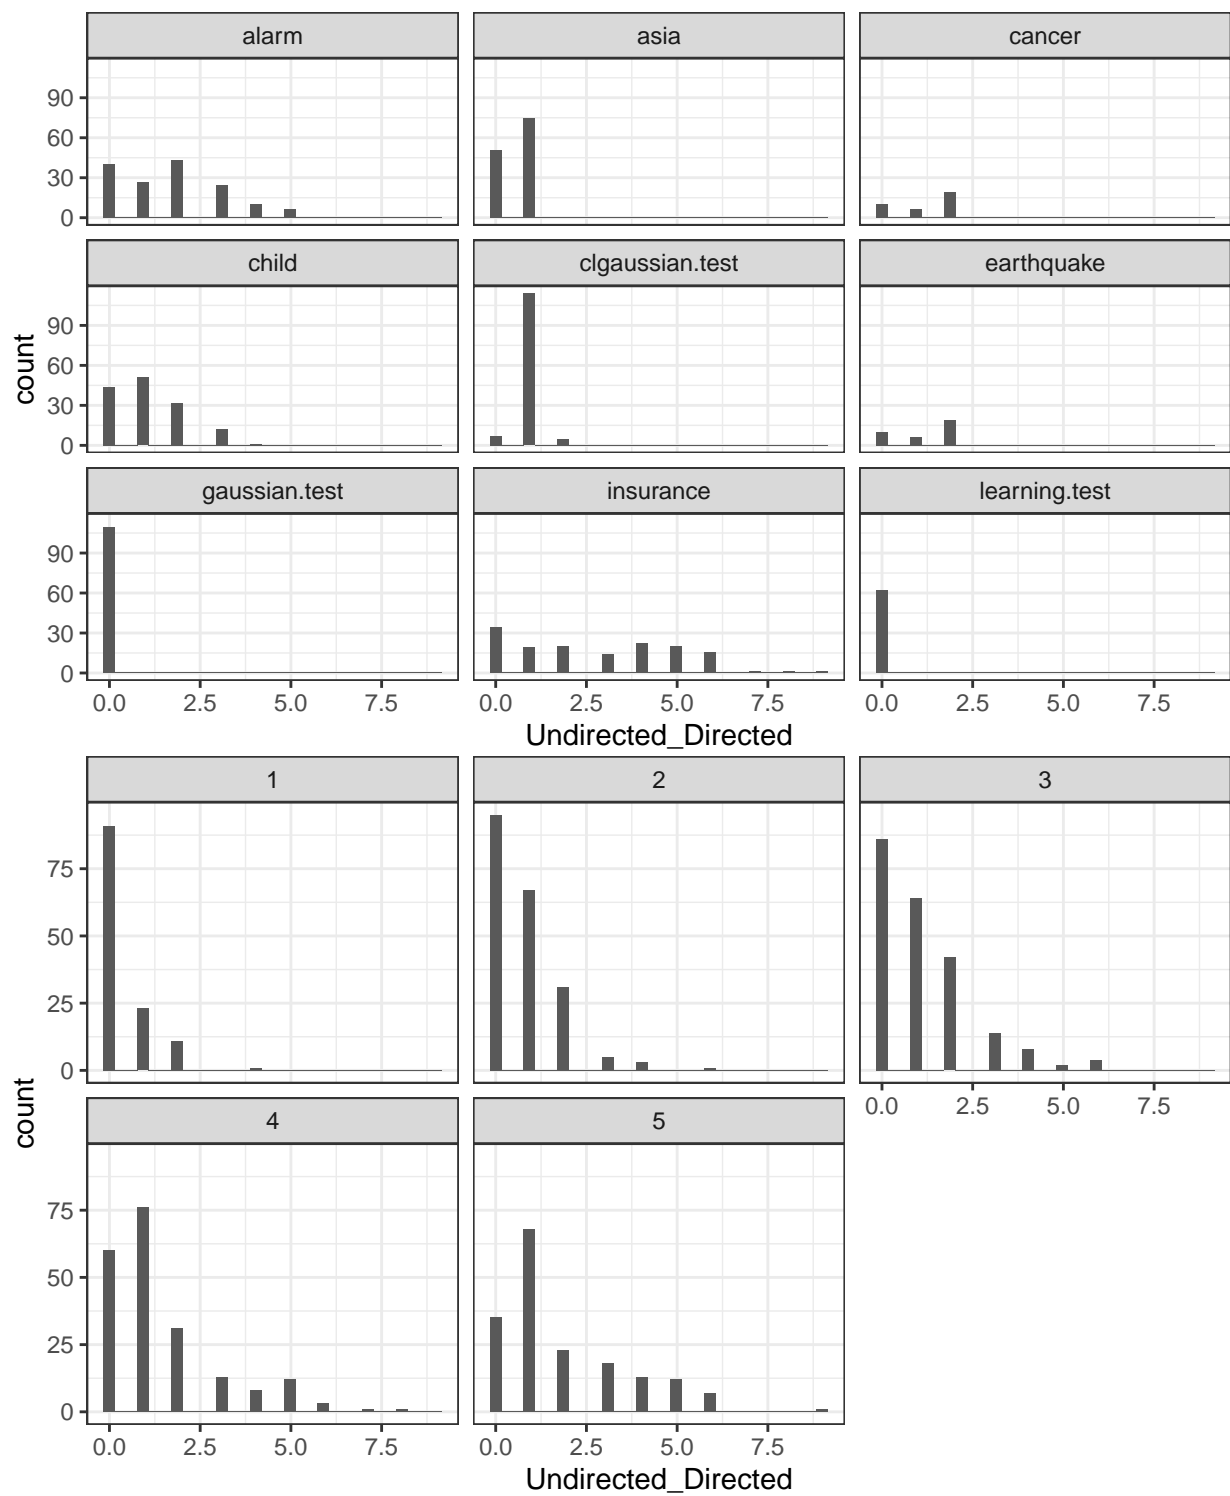 alarm asia cancer
90
60
30
0
child clgaussian.test earthquake
90
60
30
0
count
gaussian.test insurance learning.test
90
60
30
0
0.0 2.5 5.0 7.5 0.0 2.5 5.0 7.5 0.0 2.5 5.0 7.5
Undirected_Directed
1 2 3
75
50
25
0
0.0 2.5 5.0 7.5
count
4 5
75
50
25
0
0.0 2.5 5.0 7.5 0.0 2.5 5.0 7.5
Undirected_Directed